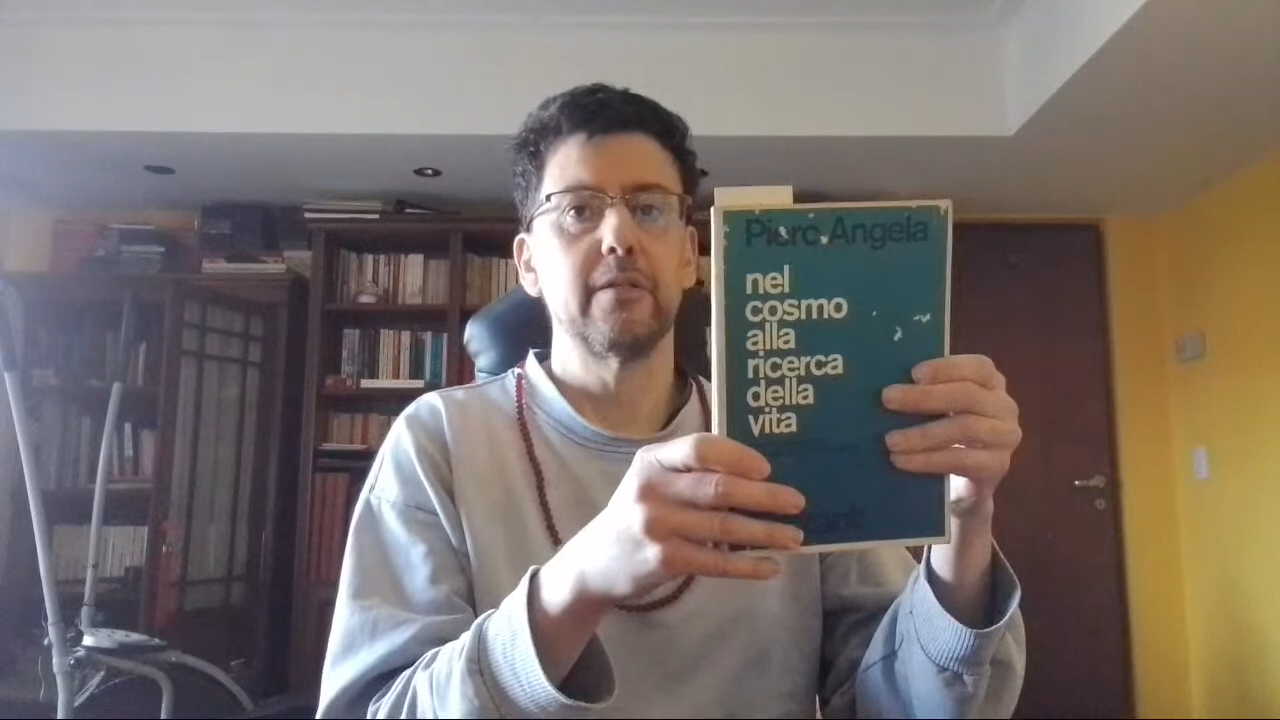 Piero Angela
nel
cosmo
alla
ricerca
della
vita